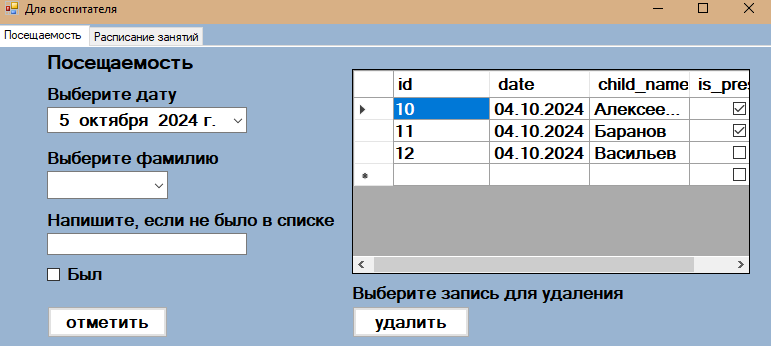 Для воспитателя
Посещаемость
Расписание занятий
Посещаемость
Выберите дату
5 октября 2024 г.
Выберите фамилию
Напишите, если не было в списке
Был
отметить
id date child_name is_pres
10 04.10.2024 Алексее...
11 04.10.2024 Баранов
12 04.10.2024 Васильев
Выберите запись для удаления
удалить